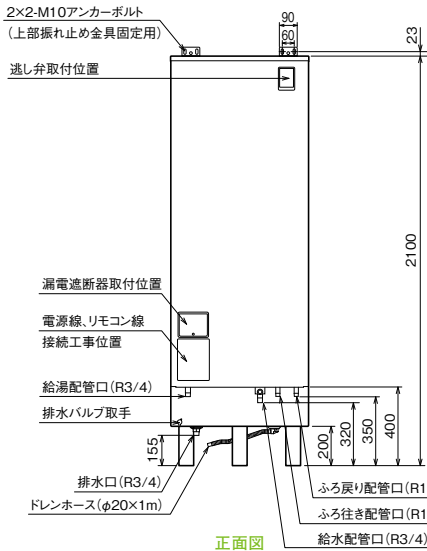 2×2-M10アンカーボルト
(上部振れ止め金具固定用)
90
60
23
逃し弁取付位置
2100
漏電遮断器取付位置
電源線、リモコン線
接続工事位置
給湯配管口(R3/4)
排水バルブ取手
155
200
320
350
400
排水口(R3/4)
ドレンホース(φ20×1m)
ふろ戻り配管口(R1
ふろ往き配管口(R1
給水配管口(R3/4)
正面図